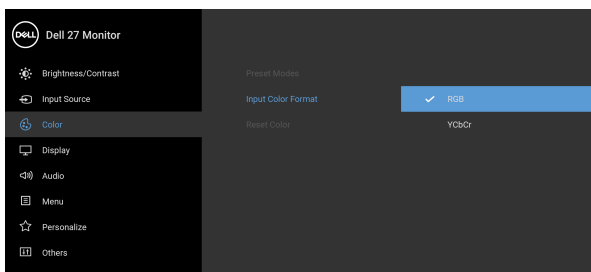 DELL
Dell 27 Monitor
Brightness/Contrast
Input Source
Color
Display
Audio
Menu
Personalize
Others
Preset Modes
Input Color Format
Reset Color
RGB
YCbCr